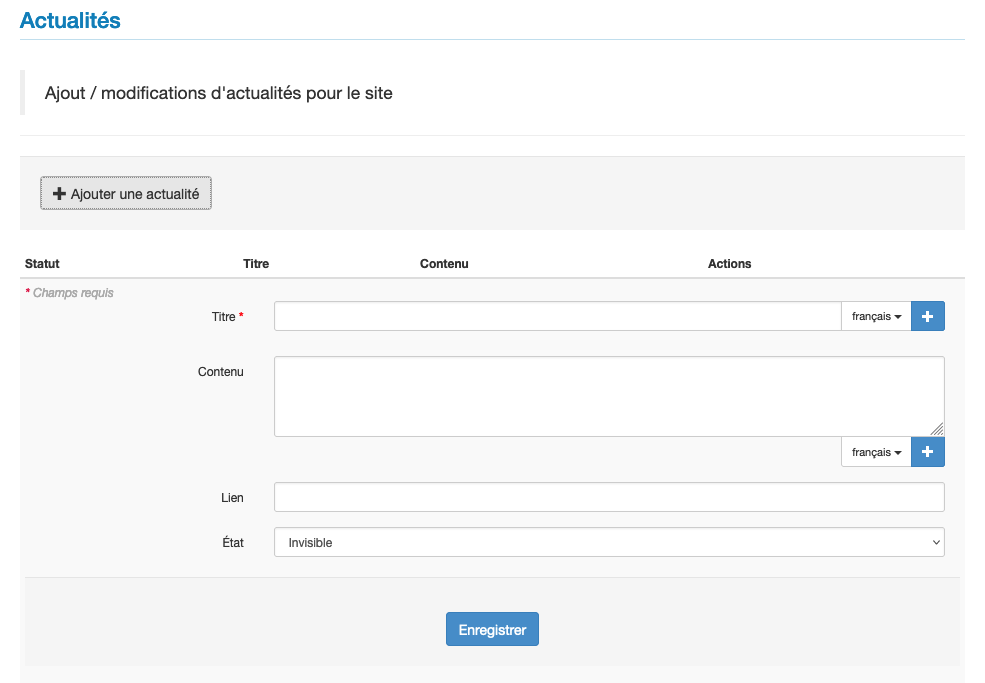 Actualités
Ajout / modifications d'actualités pour le site
Ajouter une actualité
Statut Titre Contenu Actions
* Champs requis
Titre * français
Contenu
français
Lien
État Invisible
Enregistrer